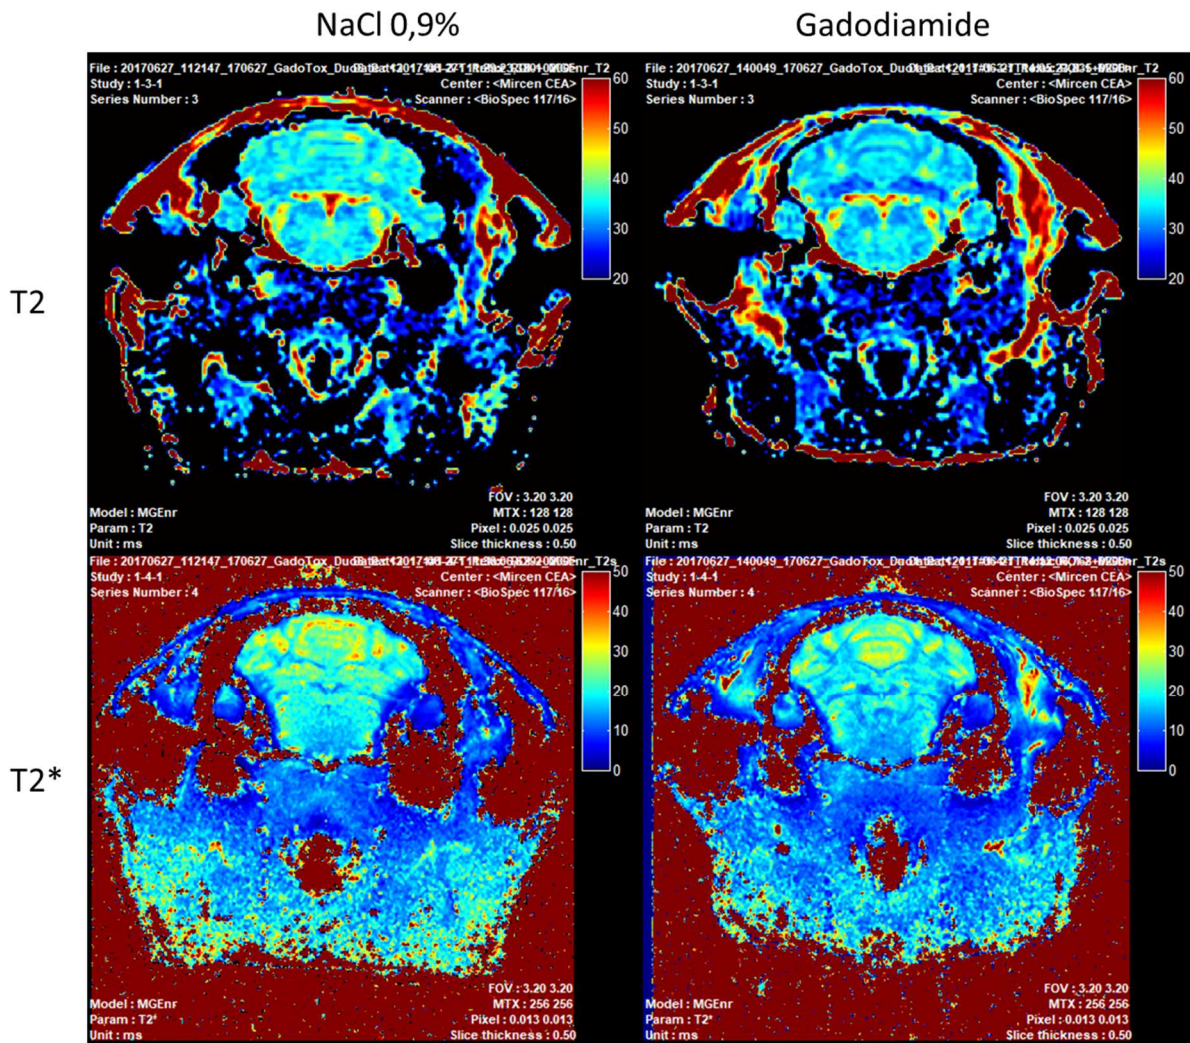 NaCl 0,9%
Gadodiamide
T2
File : 20170627_112147_170627_GadoTox_Duo
Study : 1-3-1
Center : <Mircen CEA>
Series Number : 3
Scanner : <BioSpec 117/16>
60
50
40
30
20
FOV : 3.20 3.20
Model : MGEnr
MTX : 128 128
Param : T2
Pixel : 0.025 0.025
Unit : ms
Slice thickness : 0.50
File : 20170627_140049_170627_GadoTox_Duo
Study : 1-3-1
Center : <Mircen CEA>
Series Number : 3
Scanner : <BioSpec 117/16>
60
50
40
30
20
FOV : 3.20 3.20
Model : MGEnr
MTX : 128 128
Param : T2
Pixel : 0.025 0.025
Unit : ms
Slice thickness : 0.50
T2*
File : 20170627_112147_170627_GadoTox_Duo
Study : 1-4-1
Center : <Mircen CEA>
Series Number : 4
Scanner : <BioSpec 117/16>
50
40
30
20
10
0
FOV : 3.20 3.20
Model : MGEnr
MTX : 256 256
Param : T2*
Pixel : 0.013 0.013
Unit : ms
Slice thickness : 0.50
File : 20170627_140049_170627_GadoTox_Duo
Study : 1-4-1
Center : <Mircen CEA>
Series Number : 4
Scanner : <BioSpec 117/16>
50
40
30
20
10
0
FOV : 3.20 3.20
Model : MGEnr
MTX : 256 256
Param : T2*
Pixel : 0.013 0.013
Unit : ms
Slice thickness : 0.50